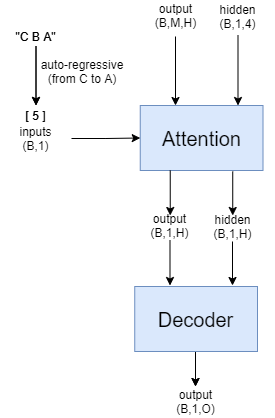 "C B A"
auto-regressive
(from C to A)
[ 5 ]
inputs
(B,1)
output
(B,M,H)
hidden
(B,1,4)
Attention
output
(B,1,H)
hidden
(B,1,H)
Decoder
output
(B,1,O)